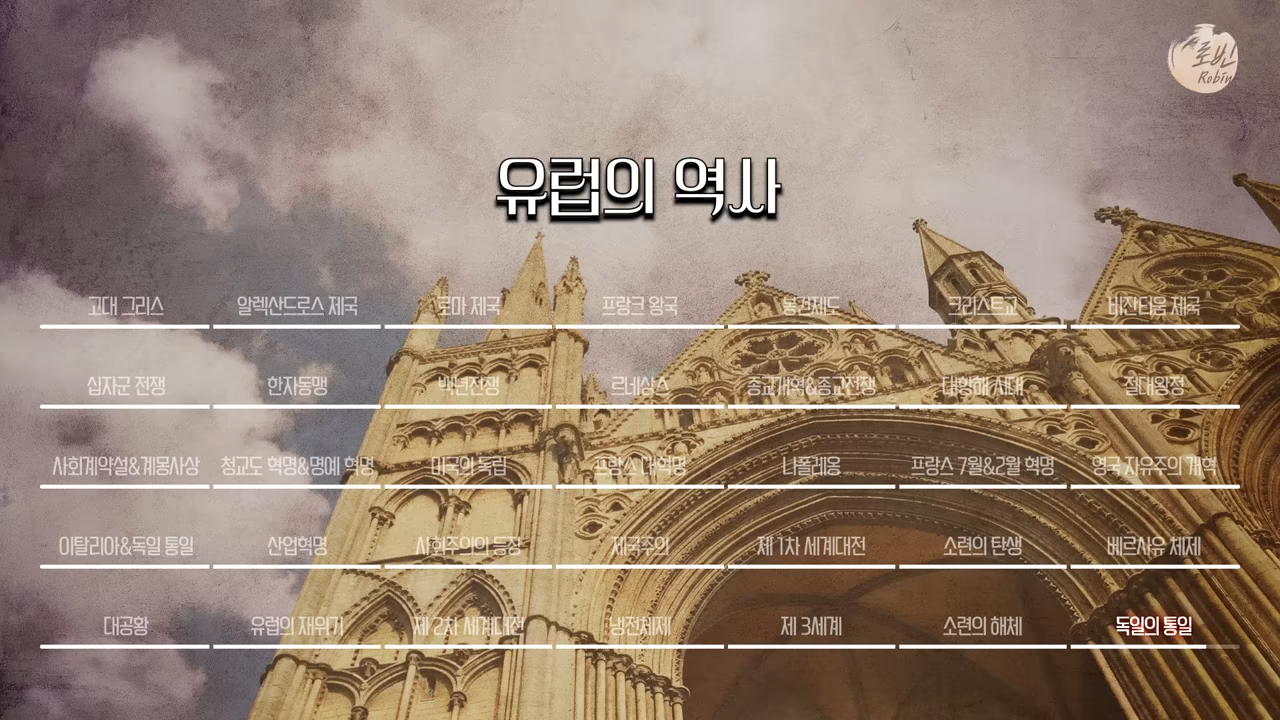 로빈
Robin
유럽의 역사
고대 그리스 알렉산드로스 제국 로마 제국 프랑크 왕국 봉건제도 크리스트교 비잔티움 제국
십자군 전쟁 한자동맹 백년전쟁 르네상스 종교개혁&종교전쟁 대항해 시대 절대왕정
사회계약설&계몽사상 청교도 혁명&명예 혁명 미국의 독립 프랑스 대혁명 나폴레옹 프랑스 7월&2월 혁명 영국 자유주의 개혁
이탈리아&독일 통일 산업혁명 사회주의의 등장 제국주의 제 1차 세계대전 소련의 탄생 베르사유 체제
대공황 유럽의 재위기 제 2차 세계대전 냉전체제 제 3세계 소련의 해체 독일의 통일